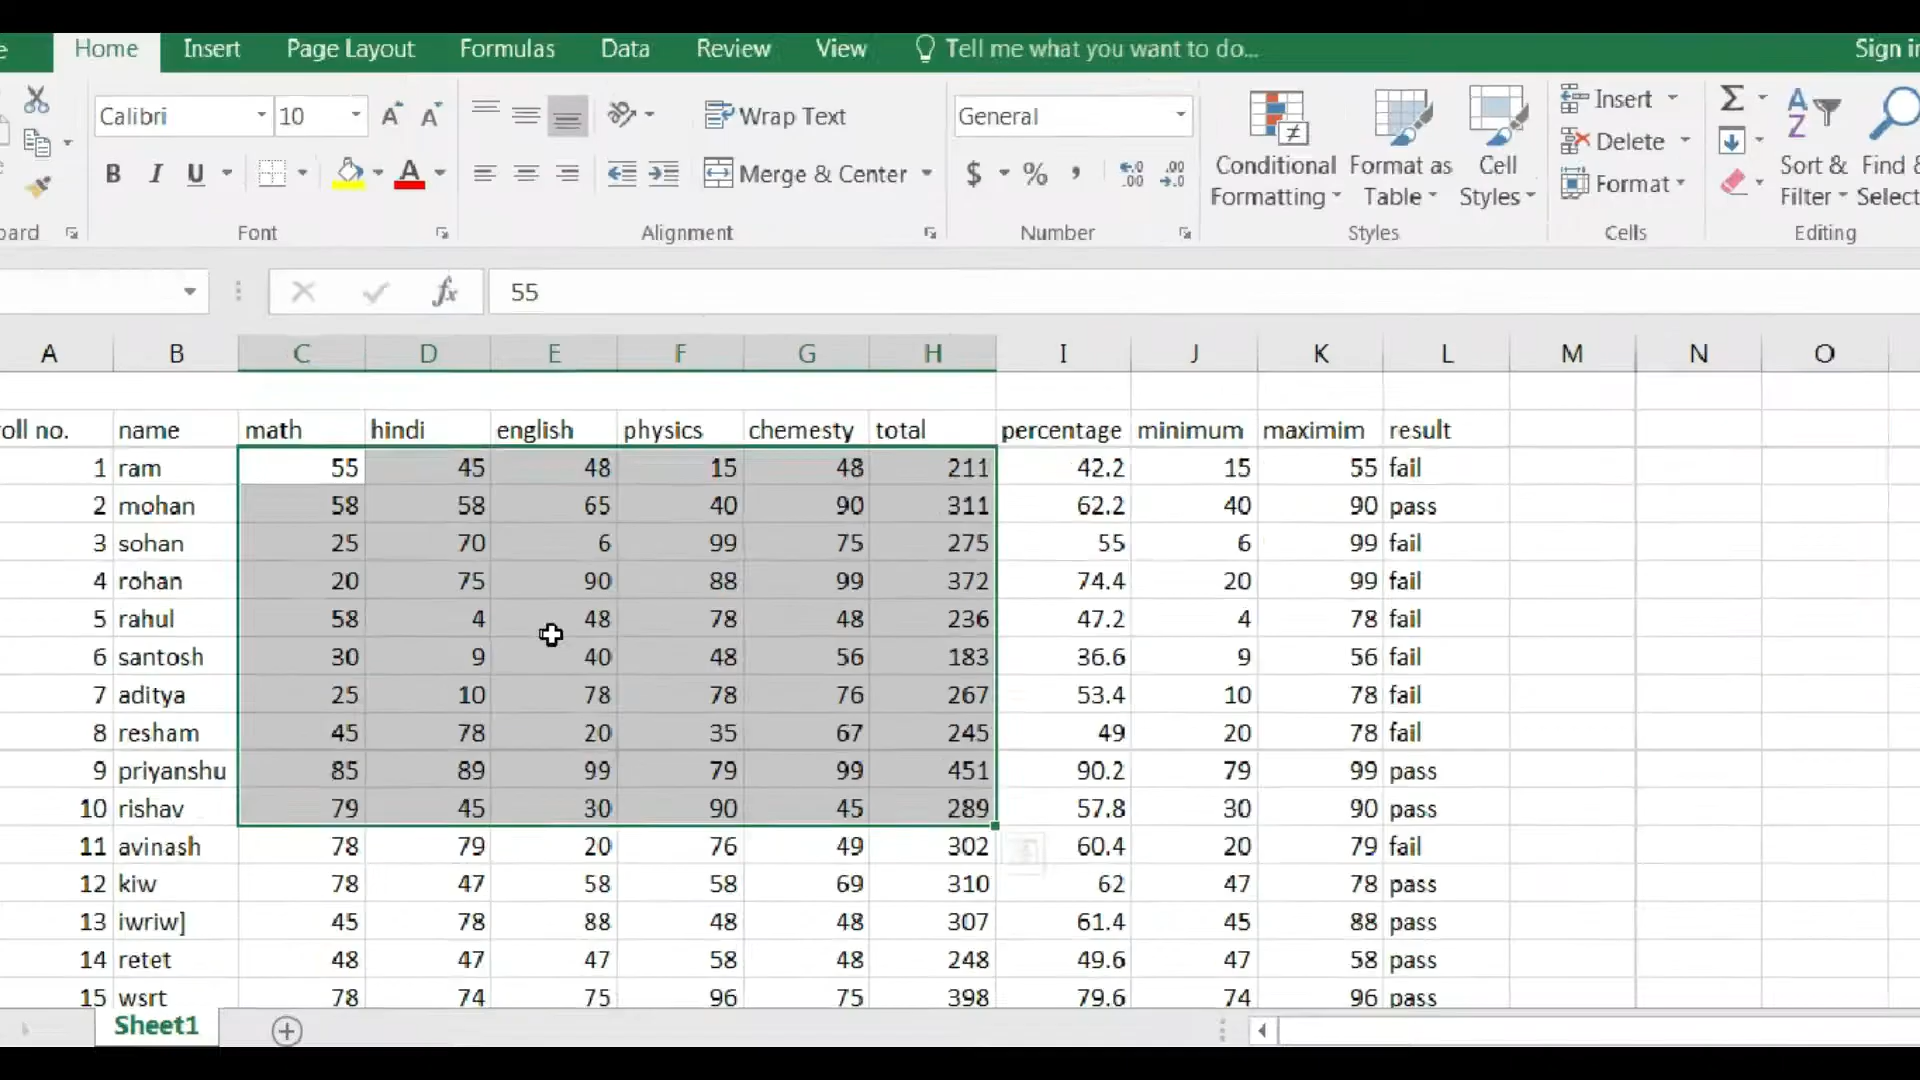 Home Insert Page Layout Formulas Data Review View Tell me what you want to do...
Calibri 10 A A Wrap Text General Insert
B I U A Merge & Center $ % , .00 Conditional Formatting Format as Table Cell Styles Delete Format Sort & Filter
Font Alignment Number Styles Cells Editing
fx 55
A B C D E F G H I J K L M N O
name math hindi english physics chemesty total percentage minimum maximim result
1 ram 55 45 48 15 48 211 42.2 15 55 fail
2 mohan 58 58 65 40 90 311 62.2 40 90 pass
3 sohan 25 70 6 99 75 275 55 6 99 fail
4 rohan 20 75 90 88 99 372 74.4 20 99 fail
5 rahul 58 4 48 78 48 236 47.2 4 78 fail
6 santosh 30 9 40 48 56 183 36.6 9 56 fail
7 aditya 25 10 78 78 76 267 53.4 10 78 fail
8 resham 45 78 20 35 67 245 49 20 78 fail
9 priyanshu 85 89 99 79 99 451 90.2 79 99 pass
10 rishav 79 45 30 90 45 289 57.8 30 90 pass
11 avinash 78 79 20 76 49 302 60.4 20 79 fail
12 kiw 78 47 58 58 69 310 62 47 78 pass
13 iwriw] 45 78 88 48 48 307 61.4 45 88 pass
14 retet 48 47 47 58 48 248 49.6 47 58 pass
15 wsrt 78 74 75 96 75 398 79.6 74 96 pass
Sheet1